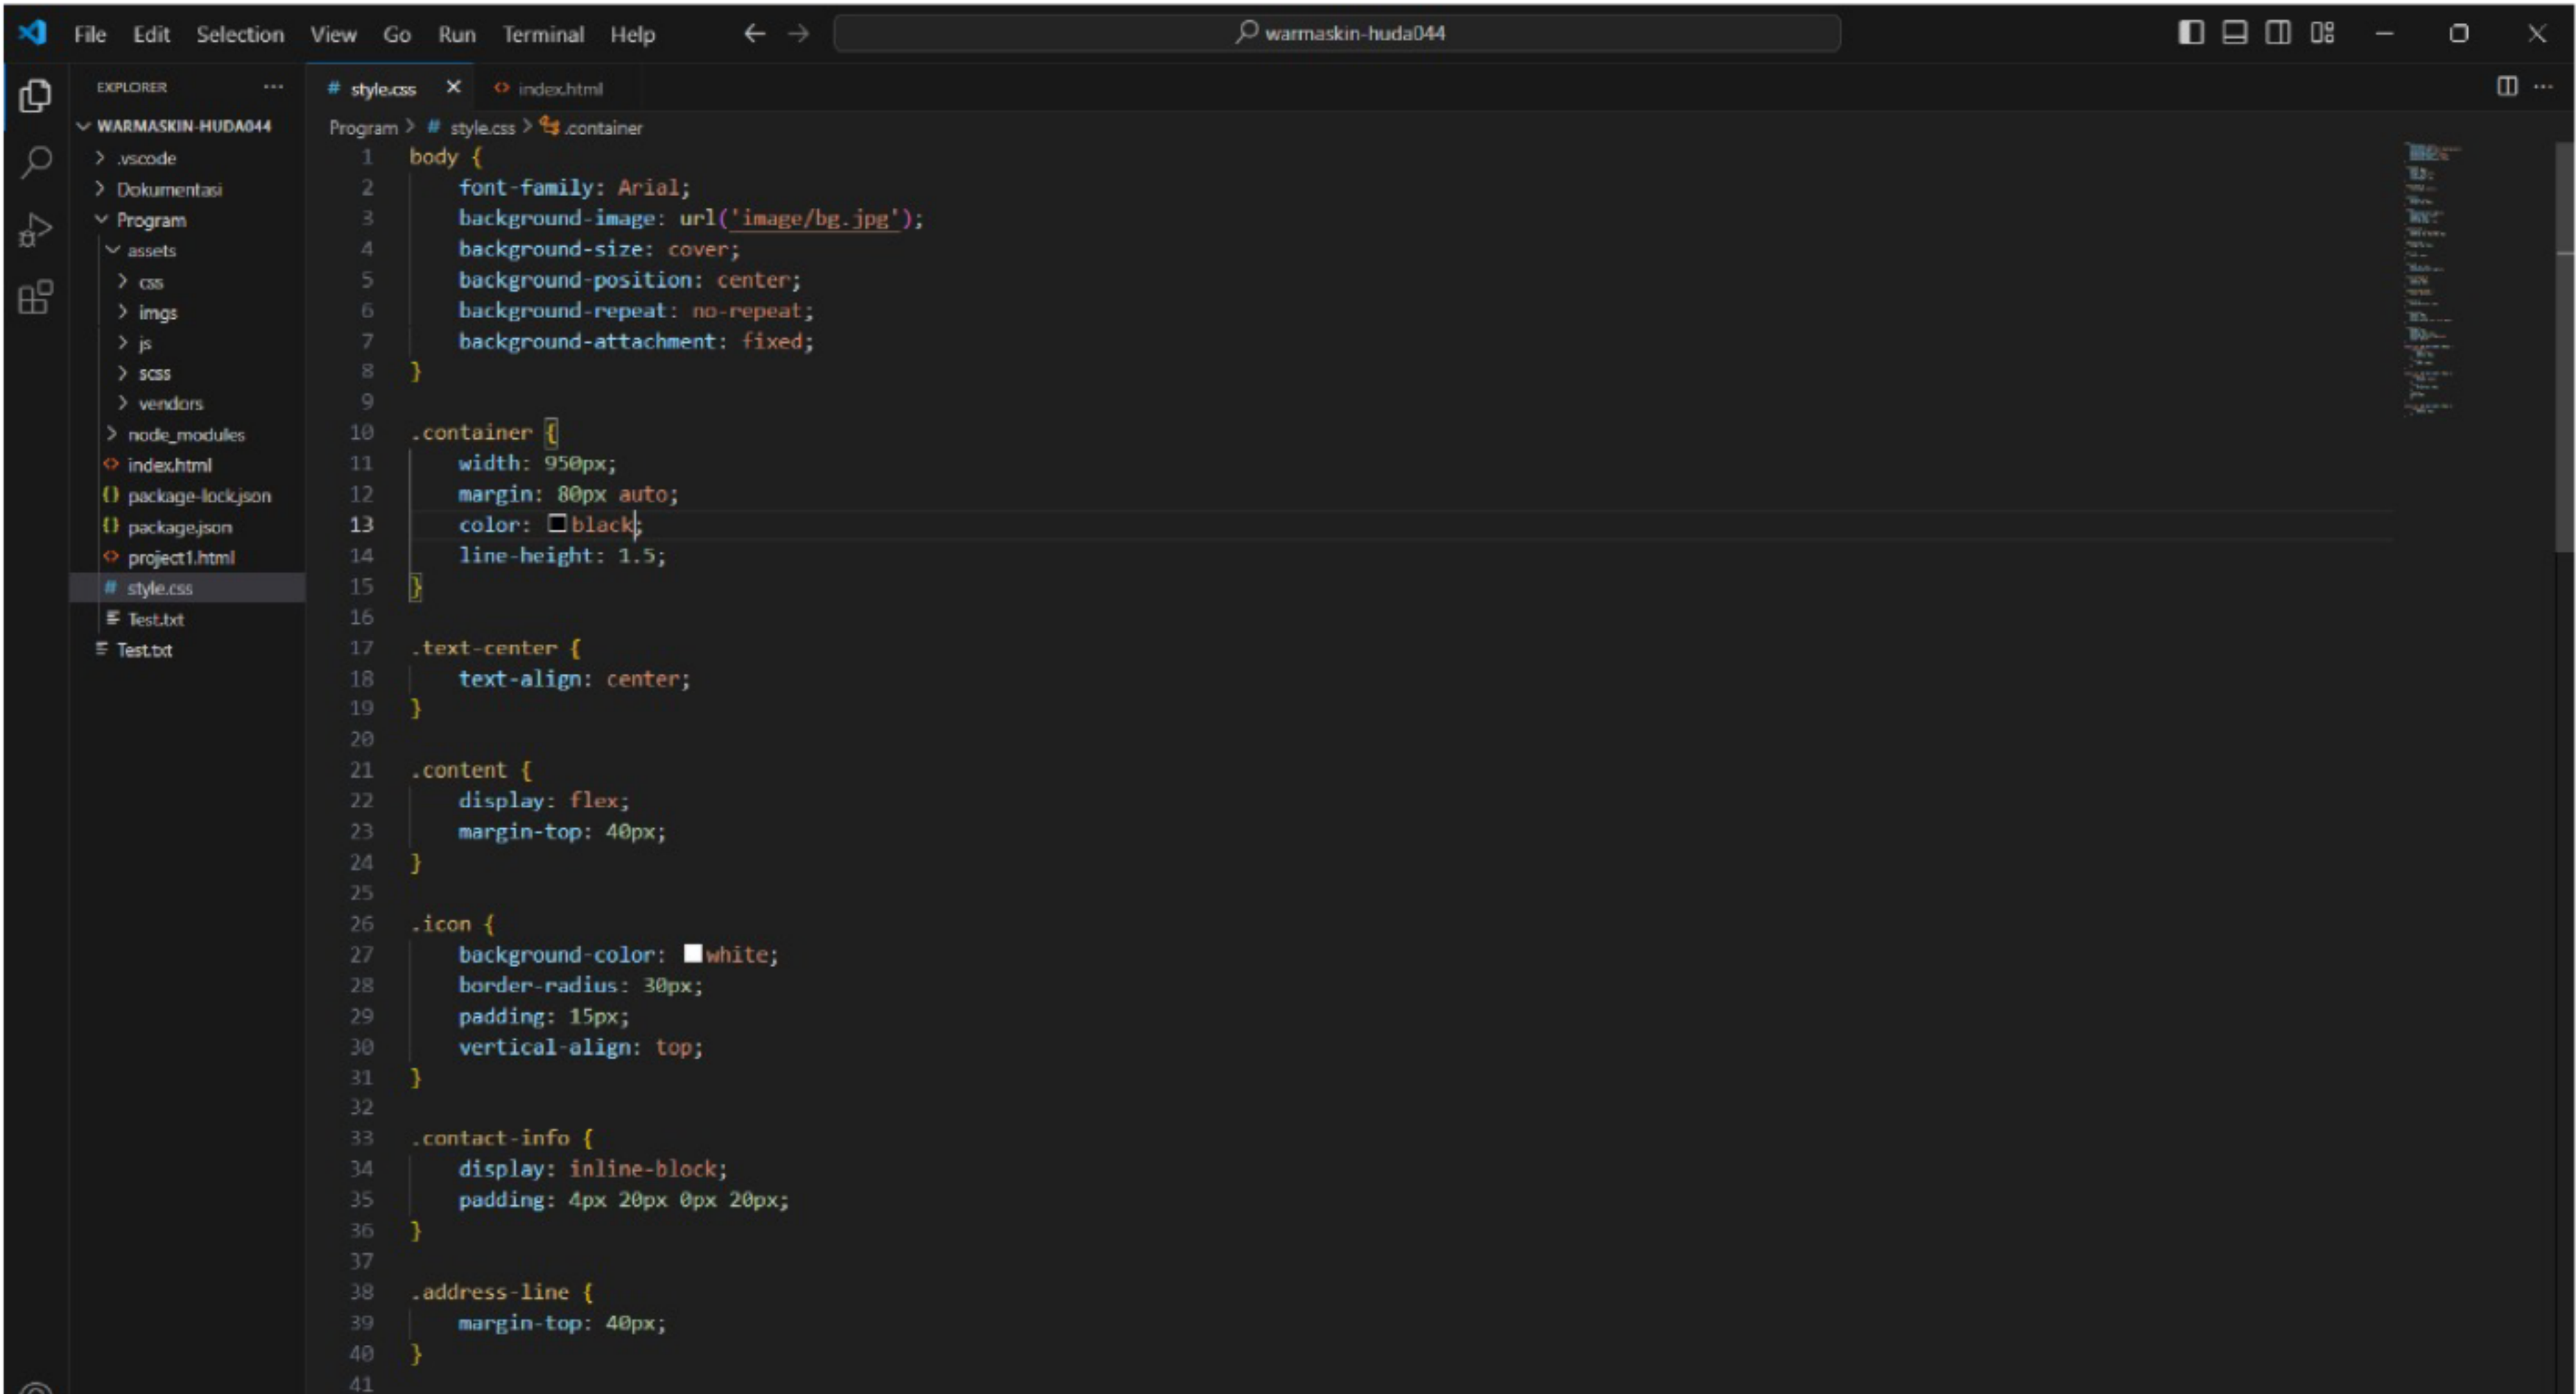 File Edit Selection View Go Run Terminal Help
warmaskin-huda044
EXPLORER
WARMASKIN-HUDA044
.vscode
Dokumentasi
Program
assets
css
imgs
js
scss
vendors
node_modules
index.html
package-lock.json
package.json
project1.html
style.css
Test.txt
Test.txt
# style.css index.html
Program > # style.css > .container
1 body {
2 font-family: Arial;
3 background-image: url('image/bg.jpg');
4 background-size: cover;
5 background-position: center;
6 background-repeat: no-repeat;
7 background-attachment: fixed;
8 }
9
10 .container {
11 width: 950px;
12 margin: 80px auto;
13 color: black;
14 line-height: 1.5;
15 }
16
17 .text-center {
18 text-align: center;
19 }
20
21 .content {
22 display: flex;
23 margin-top: 40px;
24 }
25
26 .icon {
27 background-color: white;
28 border-radius: 30px;
29 padding: 15px;
30 vertical-align: top;
31 }
32
33 .contact-info {
34 display: inline-block;
35 padding: 4px 20px 0px 20px;
36 }
37
38 .address-line {
39 margin-top: 40px;
40 }
41